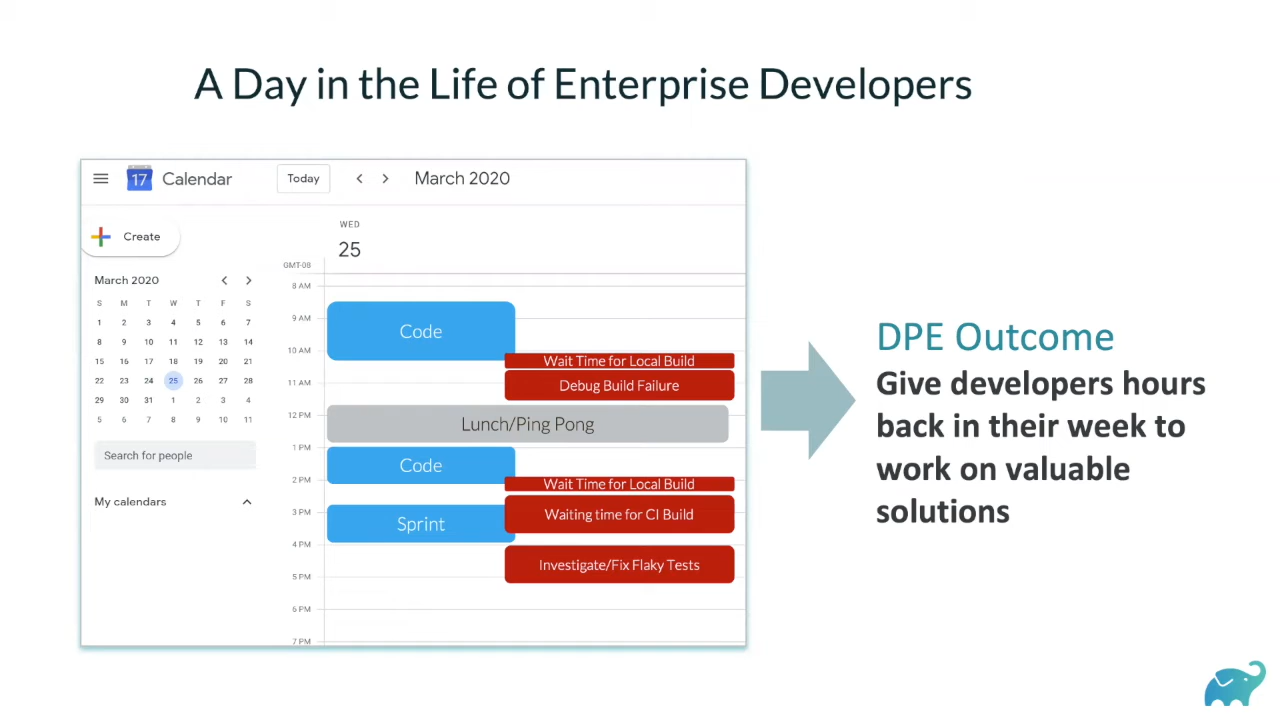 A Day in the Life of Enterprise Developers
17 Calendar Today March 2020
Create
WED
25
GMT-08
March 2020
S M T W T F S
1 2 3 4 5 6 7
8 9 10 11 12 13 14
15 16 17 18 19 20 21
22 23 24 25 26 27 28
29 30 31 1 2 3 4
5 6 7 8 9 10 11
Search for people
My calendars
8 AM
9 AM
Code
10 AM
Wait Time for Local Build
11 AM
Debug Build Failure
12 PM
Lunch/Ping Pong
1 PM
Code
2 PM
Wait Time for Local Build
3 PM
Waiting time for CI Build
Sprint
4 PM
Investigate/Fix Flaky Tests
5 PM
6 PM
7 PM
DPE Outcome
Give developers hours
back in their week to
work on valuable
solutions